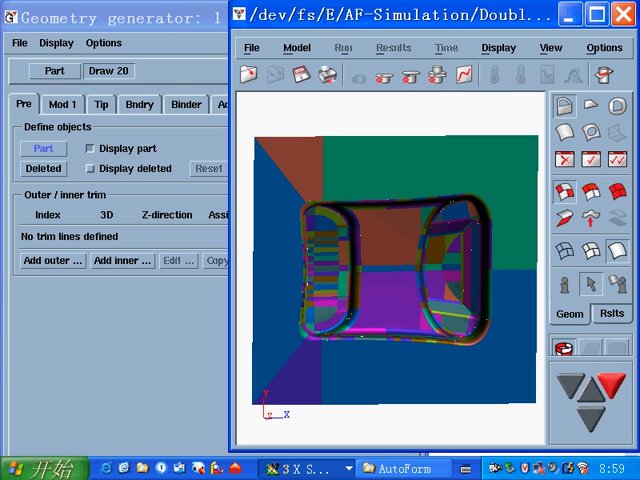 Geometry generator: 1
File Display Options
Part Draw 20
Pre Mod 1 Tip Bndry Binder
Define objects
Part Display part
Deleted Display deleted Reset
Outer / inner trim
Index 3D Z-direction
No trim lines defined
Add outer ... Add inner ... Edit ... Copy
/dev/fs/E/AF-Simulation/Doubl...
File Model Run Results Time Display View Options
Y
Z X
Geom Rslts
开始 3 X S... AutoForm 8:59